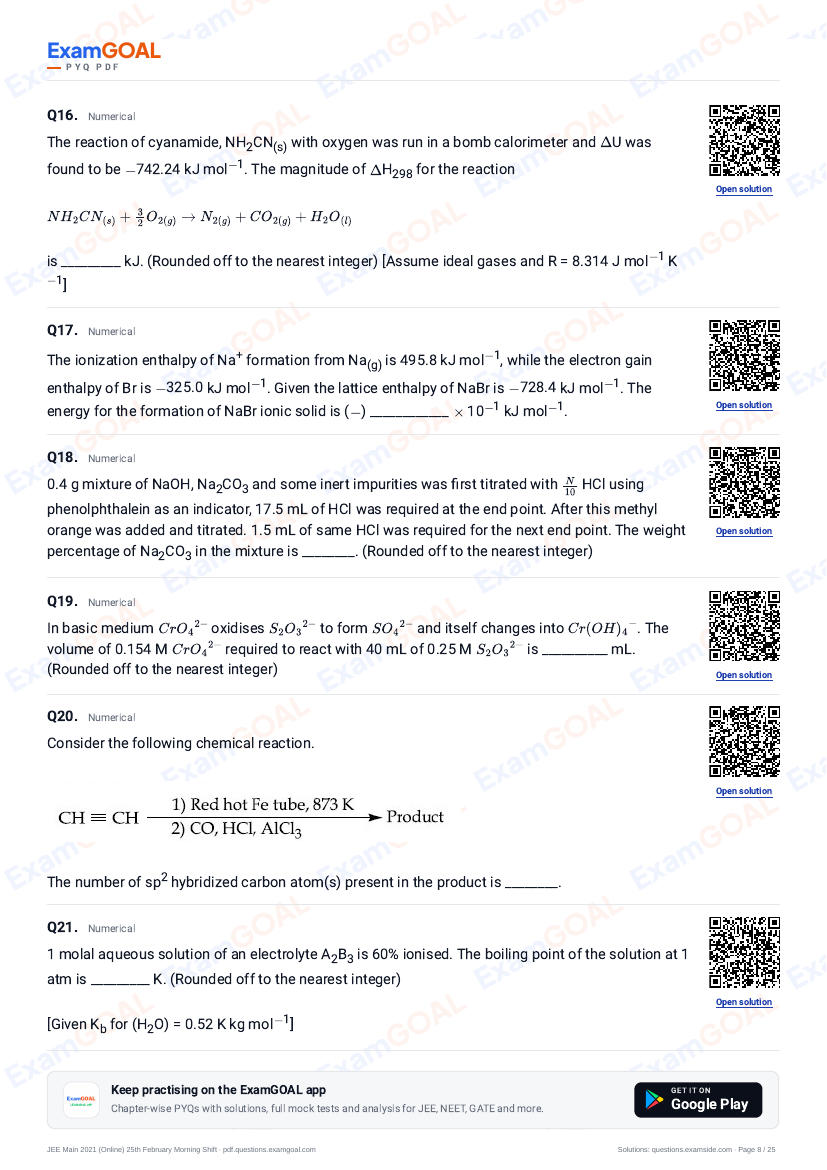 ExamGOAL
PYQ PDF
Q16. Numerical
The reaction of cyanamide, NH₂CN₍ₛ₎ with oxygen was run in a bomb calorimeter and ΔU was
found to be −742.24 kJ mol⁻¹. The magnitude of ΔH₂₉₈ for the reaction
NH₂CN₍ₛ₎ + 3/2 O₂₍g₎ → N₂₍g₎ + CO₂₍g₎ + H₂O₍l₎
is ________ kJ. (Rounded off to the nearest integer) [Assume ideal gases and R = 8.314 J mol⁻¹ K
⁻¹]
Open solution
Q17. Numerical
The ionization enthalpy of Na⁺ formation from Na₍g₎ is 495.8 kJ mol⁻¹, while the electron gain
enthalpy of Br is −325.0 kJ mol⁻¹. Given the lattice enthalpy of NaBr is −728.4 kJ mol⁻¹. The
energy for the formation of NaBr ionic solid is (−) ___________ × 10⁻¹ kJ mol⁻¹.
Open solution
Q18. Numerical
0.4 g mixture of NaOH, Na₂CO₃ and some inert impurities was first titrated with N/10 HCl using
phenolphthalein as an indicator, 17.5 mL of HCl was required at the end point. After this methyl
orange was added and titrated. 1.5 mL of same HCl was required for the next end point. The weight
percentage of Na₂CO₃ in the mixture is _______. (Rounded off to the nearest integer)
Open solution
Q19. Numerical
In basic medium CrO₄²⁻ oxidises S₂O₃²⁻ to form SO₄²⁻ and itself changes into Cr(OH)₄⁻. The
volume of 0.154 M CrO₄²⁻ required to react with 40 mL of 0.25 M S₂O₃²⁻ is _________ mL.
(Rounded off to the nearest integer)
Open solution
Q20. Numerical
Consider the following chemical reaction.
CH ≡ CH 1) Red hot Fe tube, 873 K
2) CO, HCl, AlCl₃ Product
The number of sp² hybridized carbon atom(s) present in the product is _______.
Open solution
Q21. Numerical
1 molal aqueous solution of an electrolyte A₂B₃ is 60% ionised. The boiling point of the solution at 1
atm is ________ K. (Rounded off to the nearest integer)
[Given K_b for (H₂O) = 0.52 K kg mol⁻¹]
Open solution
ExamGOAL
Keep practising on the ExamGOAL app
Chapter-wise PYQs with solutions, full mock tests and analysis for JEE, NEET, GATE and more.
GET IT ON
Google Play
JEE Main 2021 (Online) 25th February Morning Shift · pdf.questions.examgoal.com
Solutions: questions.examside.com · Page 8 / 25